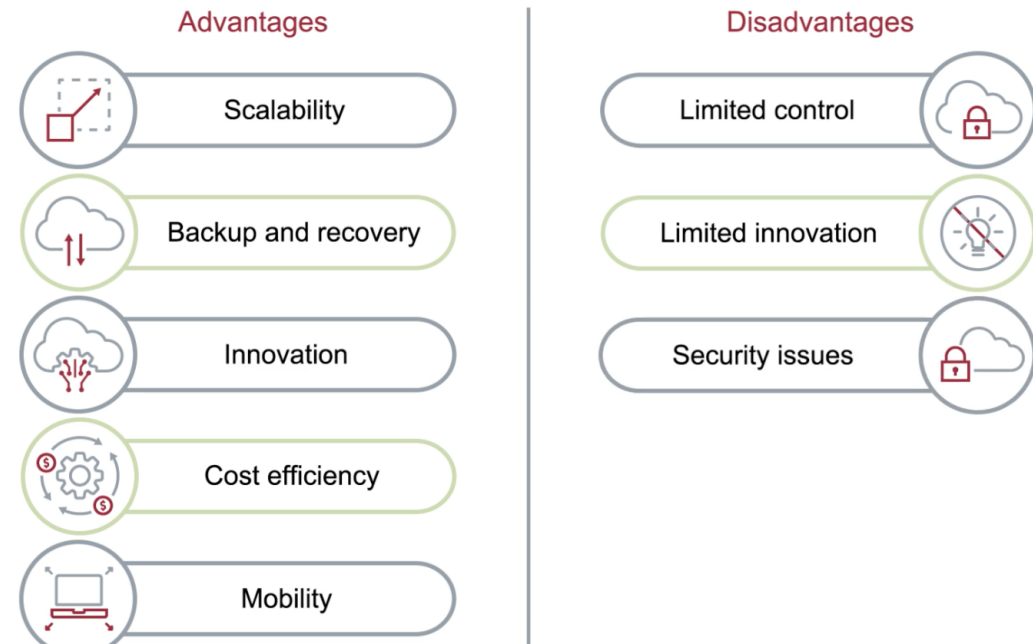 Advantages
Scalability
Backup and recovery
Innovation
$
Cost efficiency
$
Mobility
Disadvantages
Limited control
Limited innovation
Security issues